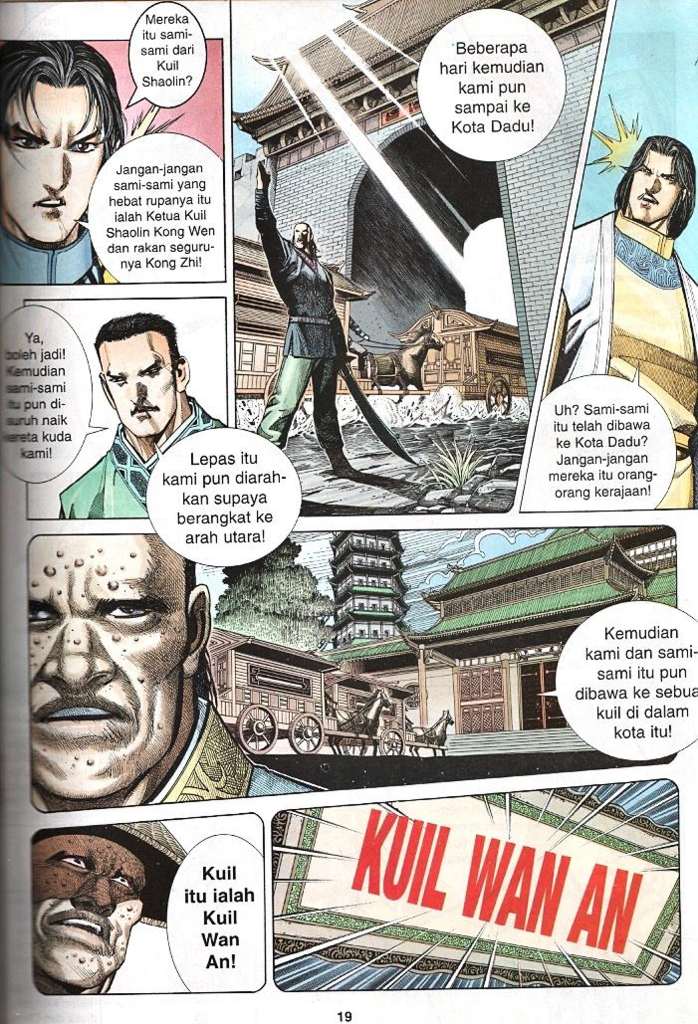 Mereka
itu sami-
sami dari
Kuil
Shaolin?
Jangan-jangan
sami-sami yang
hebat rupanya itu
ialah Ketua Kuil
Shaolin Kong Wen
dan rakan seguru-
nya Kong Zhi!
Beberapa
hari kemudian
kami pun
sampai ke
Kota Dadu!
Uh? Sami-sami
itu telah dibawa
ke Kota Dadu?
Jangan-jangan
mereka itu orang-
orang kerajaan!
Ya,
boleh jadi!
Kemudian
sami-sami
itu pun di-
suruh naik
kereta kuda
kami!
Lepas itu
kami pun diarah-
kan supaya
berangkat ke
arah utara!
Kemudian
kami dan sami-
sami itu pun
dibawa ke sebua
kuil di dalam
kota itu!
Kuil
itu ialah
Kuil
Wan
An!
KUIL WAN AN
19